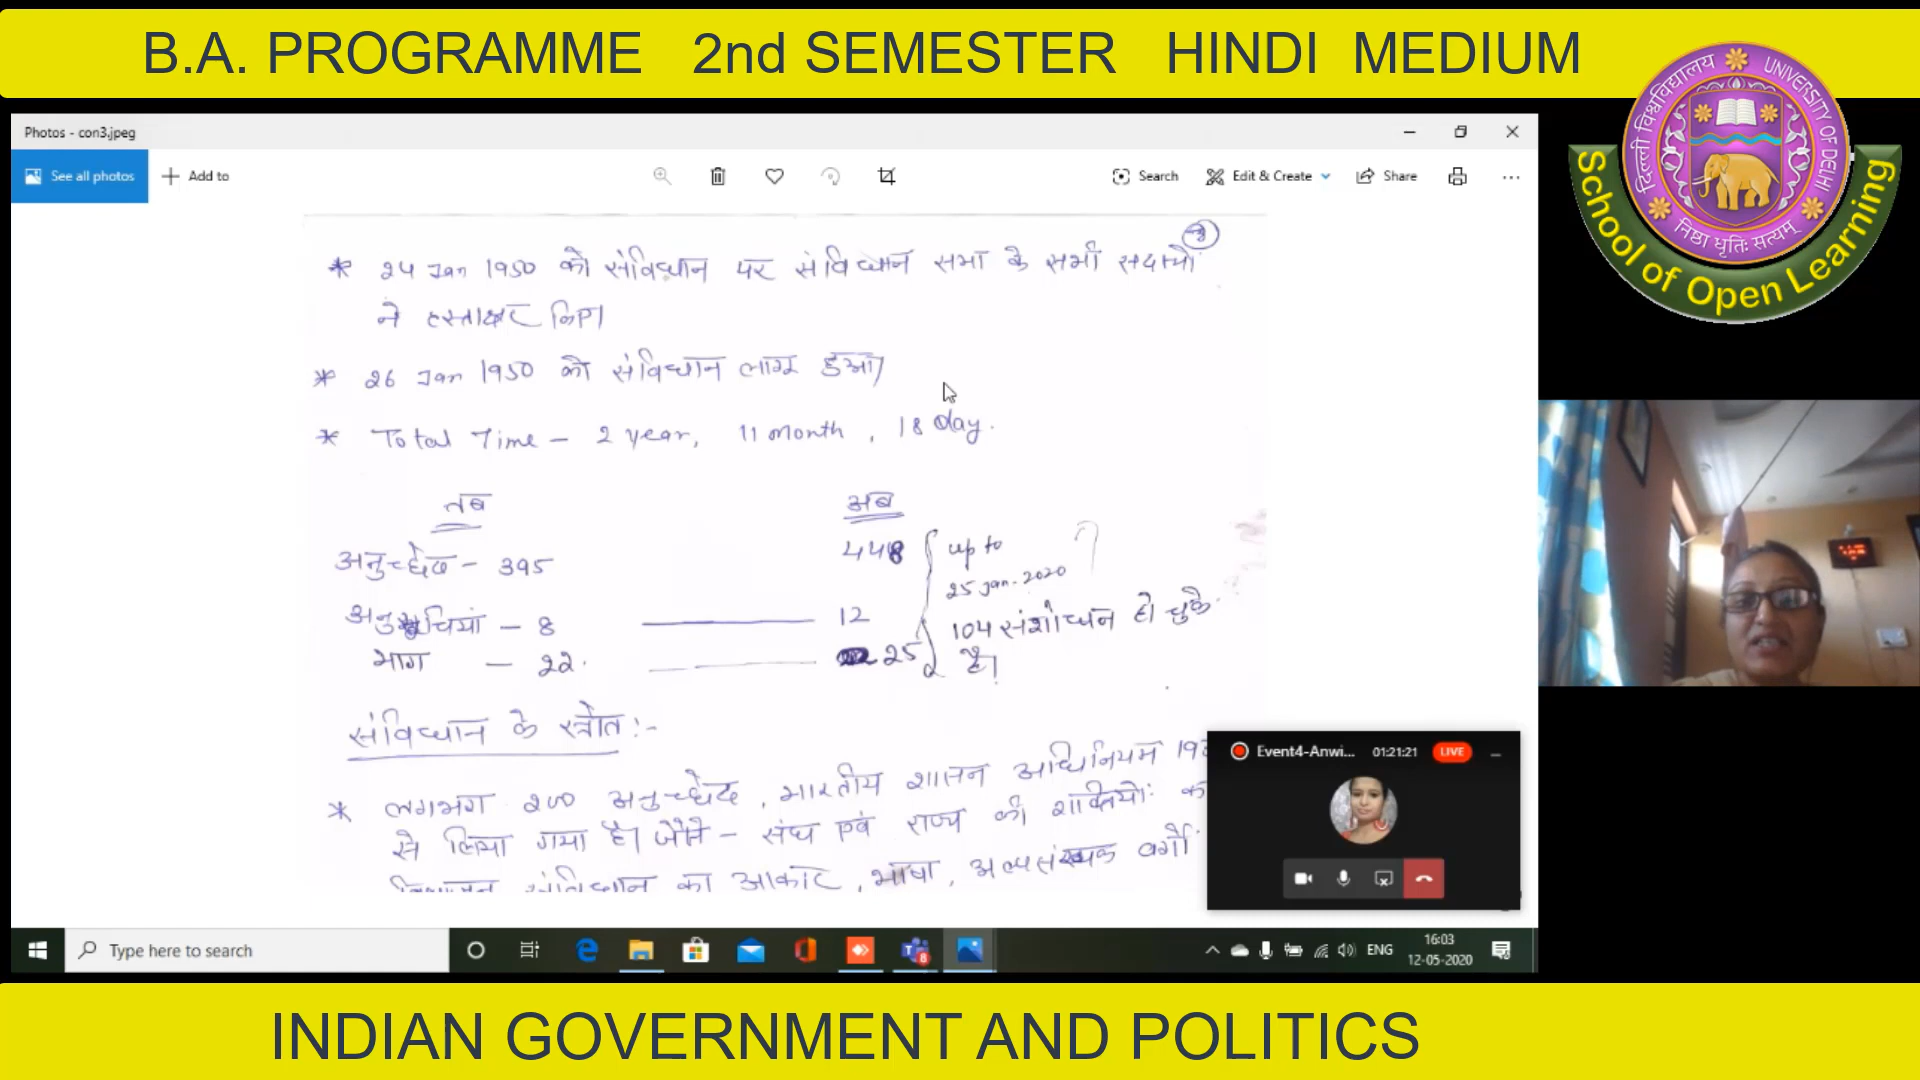 B.A. PROGRAMME 2nd SEMESTER HINDI MEDIUM
दिल्ली विश्वविद्यालय
UNIVERSITY OF DELHI
निष्ठा धृतिः सत्यम्
School of Open Learning
Photos - con3.jpeg
See all photos
Add to
Search
Edit & Create
Share
* 24 Jan 1950 को संविधान पर संविधान सभा के सभी सदस्यो
ने हस्ताक्षर किए।
* 26 Jan 1950 को संविधान लागू हुआ।
* Total Time – 2 year, 11 month, 18 day.
तब अब
अनुच्छेद – 395 448 up to
25 Jan. 2020
अनुसूचियां – 8 12 104 संशोधन हो चुके
भाग – 22. 25 है।
संविधान के स्त्रोत :-
* लगभग 200 अनुच्छेद, भारतीय शासन अधिनियम
से लिया गया है। जैसे – संघ एवं राज्य की शक्तियों
संविधान का आकार, भाषा, अल्पसंख्यक वर्गों
Event4-Anwi... 01:21:21 LIVE
Type here to search
8
ENG
16:03
12-05-2020
INDIAN GOVERNMENT AND POLITICS